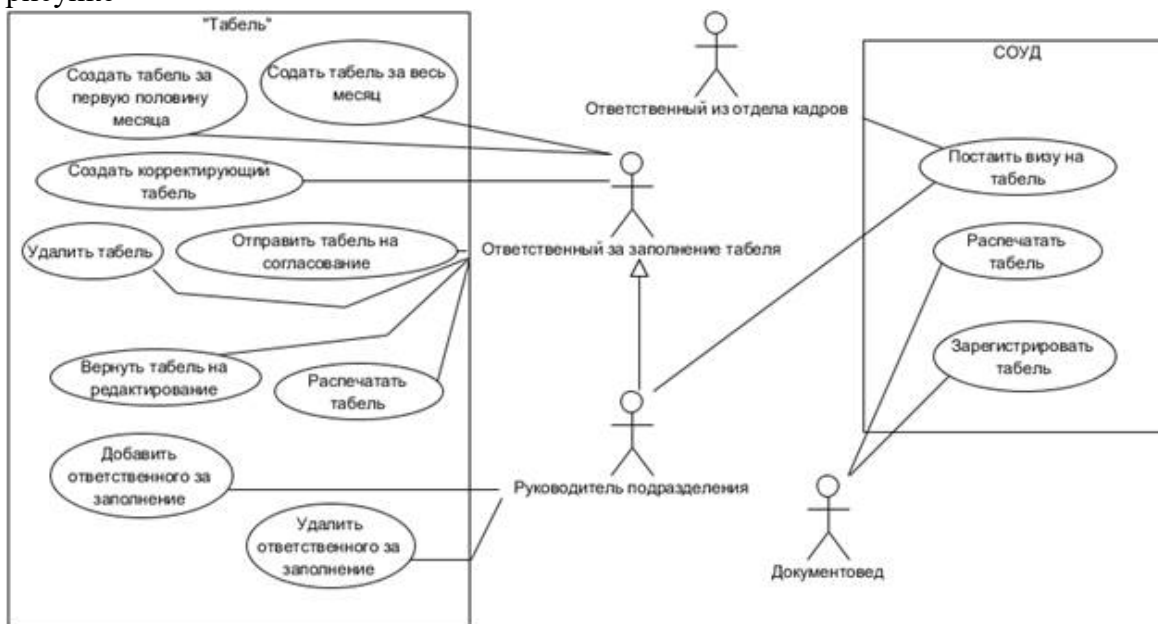 рисунке
"Табель"
Создать табель за
первую половину
месяца
Содать табель за весь
месяц
Создать корректирующий
табель
Удалить табель
Отправить табель на
согласование
Вернуть табель на
редактирование
Распечатать
табель
Добавить
ответственного за
заполнение
Удалить
ответственного за
заполнение
Ответственный из отдела кадров
Ответственный за заполнение табеля
Руководитель подразделения
Документовед
СОУД
Постаить визу на
табель
Распечатать
табель
Зарегистрировать
табель